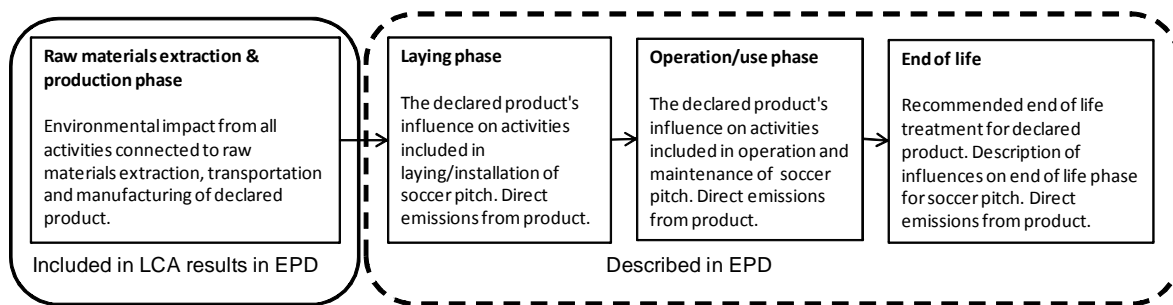 Raw materials extraction &
production phase
Environmental impact from all
activities connected to raw
materials extraction, transportation
and manufacturing of declared
product.
Included in LCA results in EPD
Laying phase
The declared product's
influence on activities
included in
laying/installation of
soccer pitch. Direct
emissions from product.
Operation/use phase
The declared product's
influence on activities
included in operation and
maintenance of soccer
pitch. Direct emissions
from product.
End of life
Recommended end of life
treatment for declared
product. Description of
influences on end of life phase
for soccer pitch. Direct
emissions from product.
Described in EPD